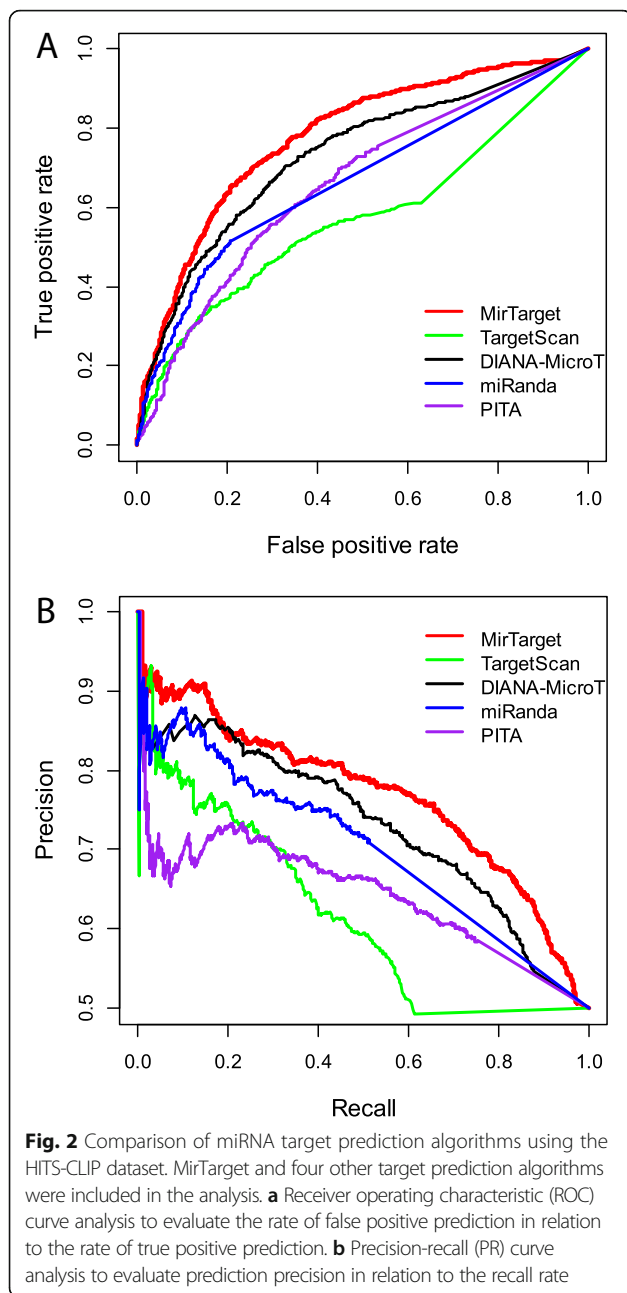 A
True positive rate
1.0
0.8
0.6
0.4
0.2
0.0
MirTarget
TargetScan
DIANA-MicroT
miRanda
PITA
0.0 0.2 0.4 0.6 0.8 1.0
False positive rate
B
Precision
1.0
0.9
0.8
0.7
0.6
0.5
MirTarget
TargetScan
DIANA-MicroT
miRanda
PITA
0.0 0.2 0.4 0.6 0.8 1.0
Recall
Fig. 2 Comparison of miRNA target prediction algorithms using the
HITS-CLIP dataset. MirTarget and four other target prediction algorithms
were included in the analysis. a Receiver operating characteristic (ROC)
curve analysis to evaluate the rate of false positive prediction in relation
to the rate of true positive prediction. b Precision-recall (PR) curve
analysis to evaluate prediction precision in relation to the recall rate